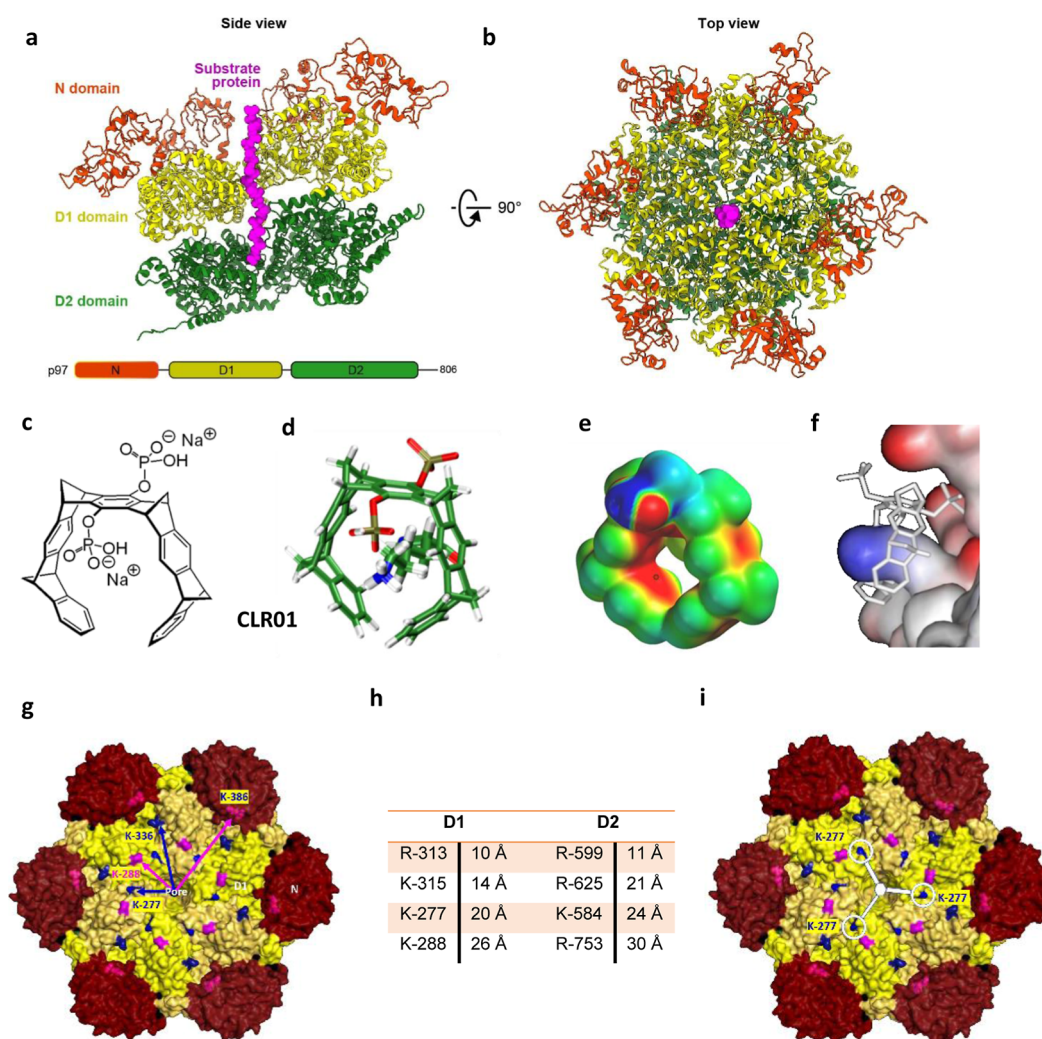 Side view
Top view
a
b
N domain
Substrate
protein
D1 domain
D2 domain
90°
p97 N D1 D2 806
c
d
e
f
O ⊖ Na⊕
O P OH
O
O
O P OH
⊖O
Na⊕
CLR01
g
h
i
K-386
K-336
K-288
Pore
D1
N
K-277
D1 D2
R-313 10 Å R-599 11 Å
K-315 14 Å R-625 21 Å
K-277 20 Å K-584 24 Å
K-288 26 Å R-753 30 Å
K-277
K-277
K-277